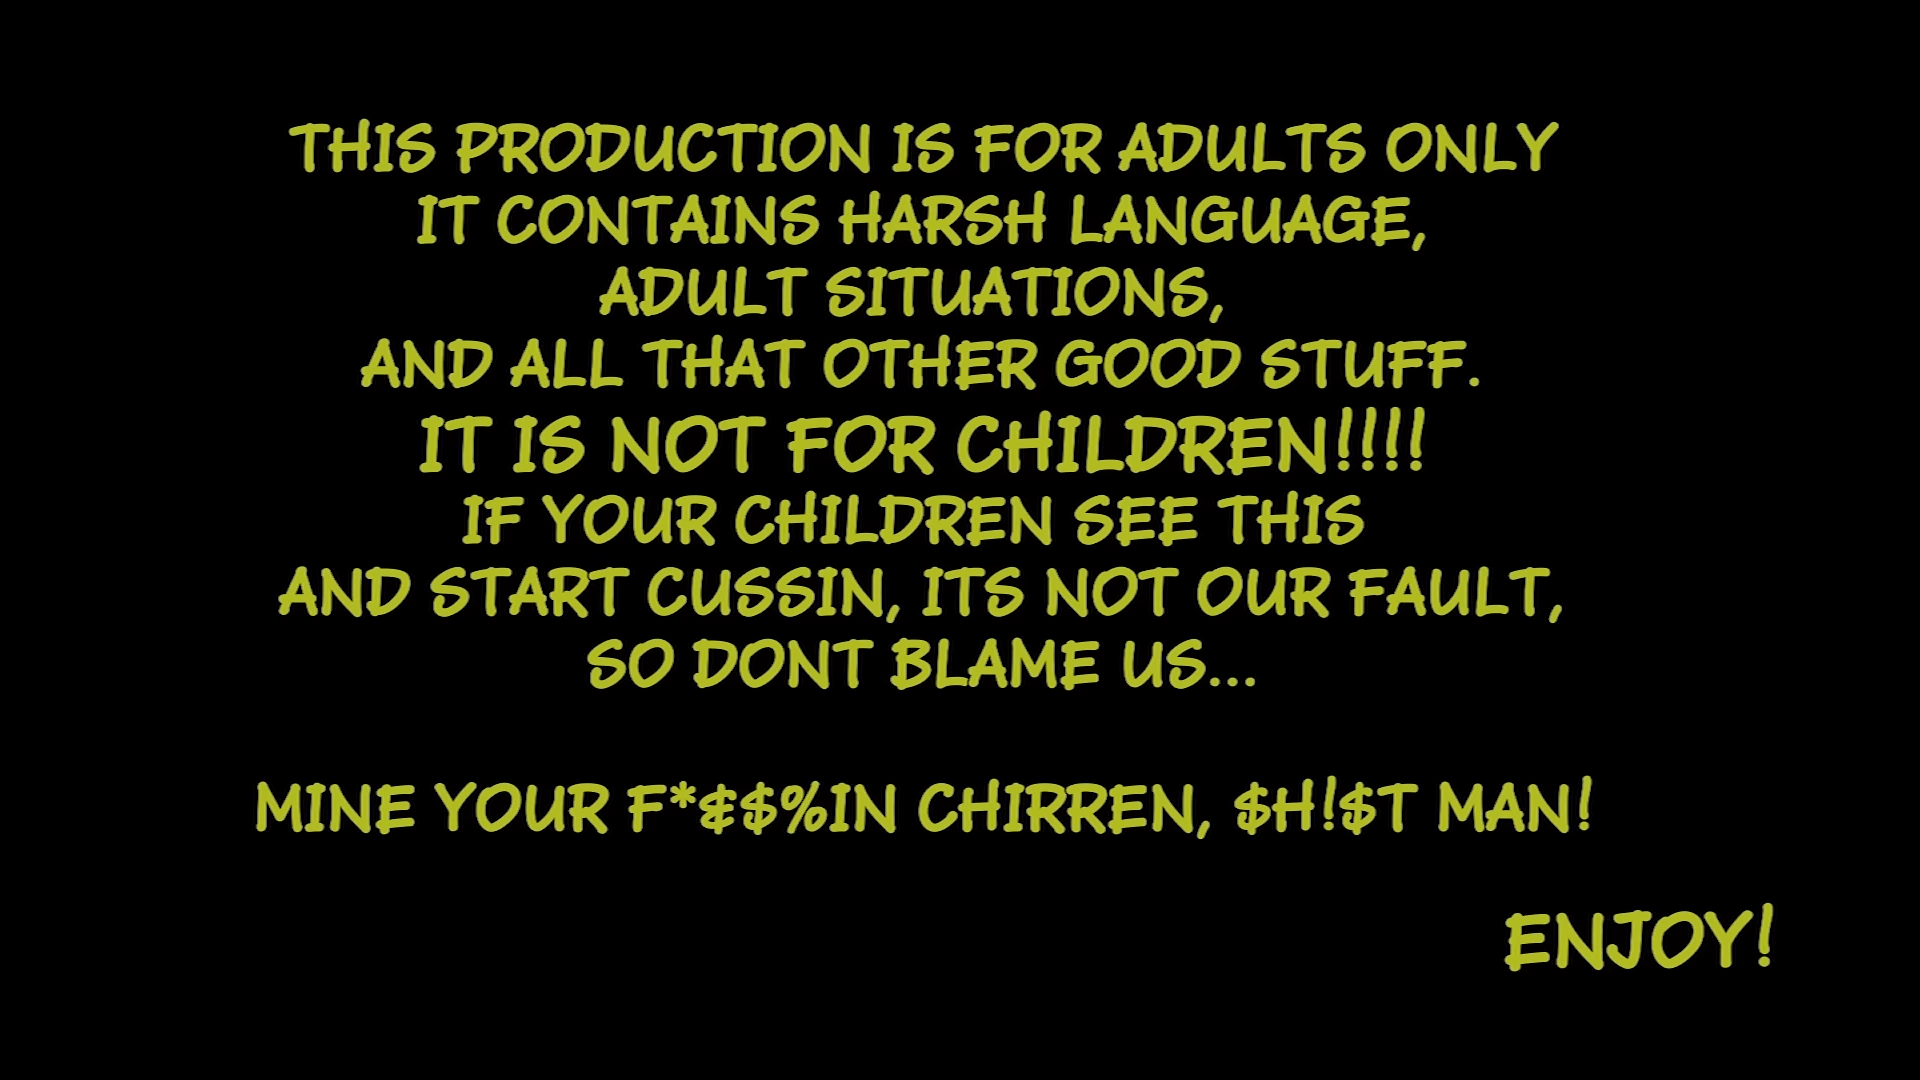 THIS PRODUCTION IS FOR ADULTS ONLY
IT CONTAINS HARSH LANGUAGE,
ADULT SITUATIONS,
AND ALL THAT OTHER GOOD STUFF.
IT IS NOT FOR CHILDREN!!!!
IF YOUR CHILDREN SEE THIS
AND START CUSSIN, ITS NOT OUR FAULT,
SO DONT BLAME US...
MINE YOUR F*&$%IN CHIRREN, $H!$T MAN!
ENJOY!